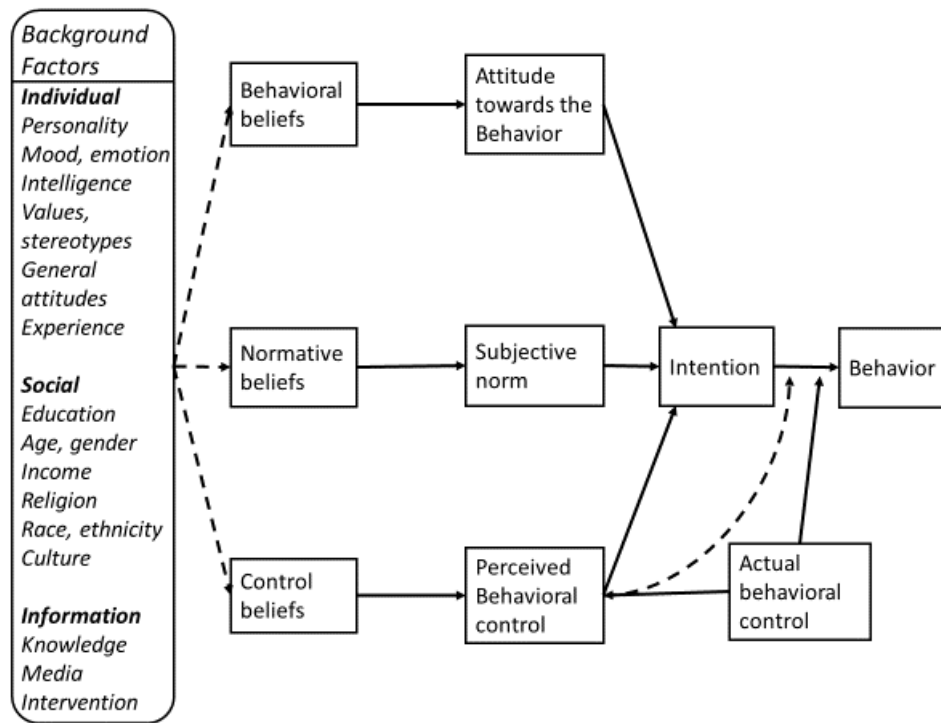 Background
Factors
Individual
Personality
Mood, emotion
Intelligence
Values,
stereotypes
General
attitudes
Experience
Social
Education
Age, gender
Income
Religion
Race, ethnicity
Culture
Information
Knowledge
Media
Intervention
Behavioral
beliefs
Attitude
towards the
Behavior
Normative
beliefs
Subjective
norm
Intention
Behavior
Control
beliefs
Perceived
Behavioral
control
Actual
behavioral
control